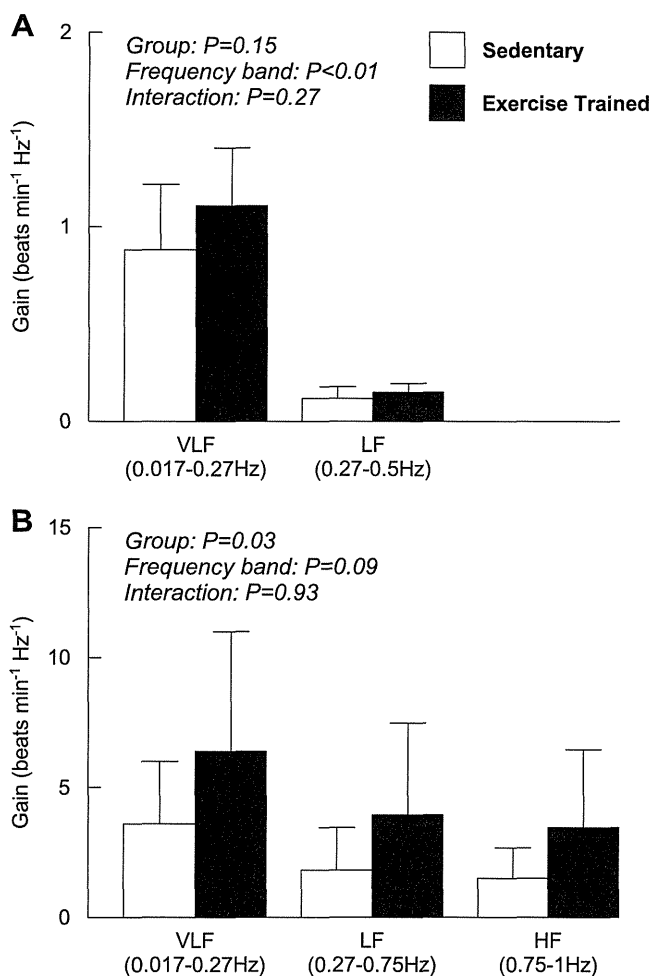 A
2
Group: P=0.15
Frequency band: P<0.01
Interaction: P=0.27
Sedentary
Exercise Trained
Gain (beats min⁻¹ Hz⁻¹)
1
0
VLF
LF
(0.017-0.27Hz)
(0.27-0.5Hz)
B
15
Group: P=0.03
Frequency band: P=0.09
Interaction: P=0.93
Gain (beats min⁻¹ Hz⁻¹)
10
5
0
VLF
LF
HF
(0.017-0.27Hz)
(0.27-0.75Hz)
(0.75-1Hz)